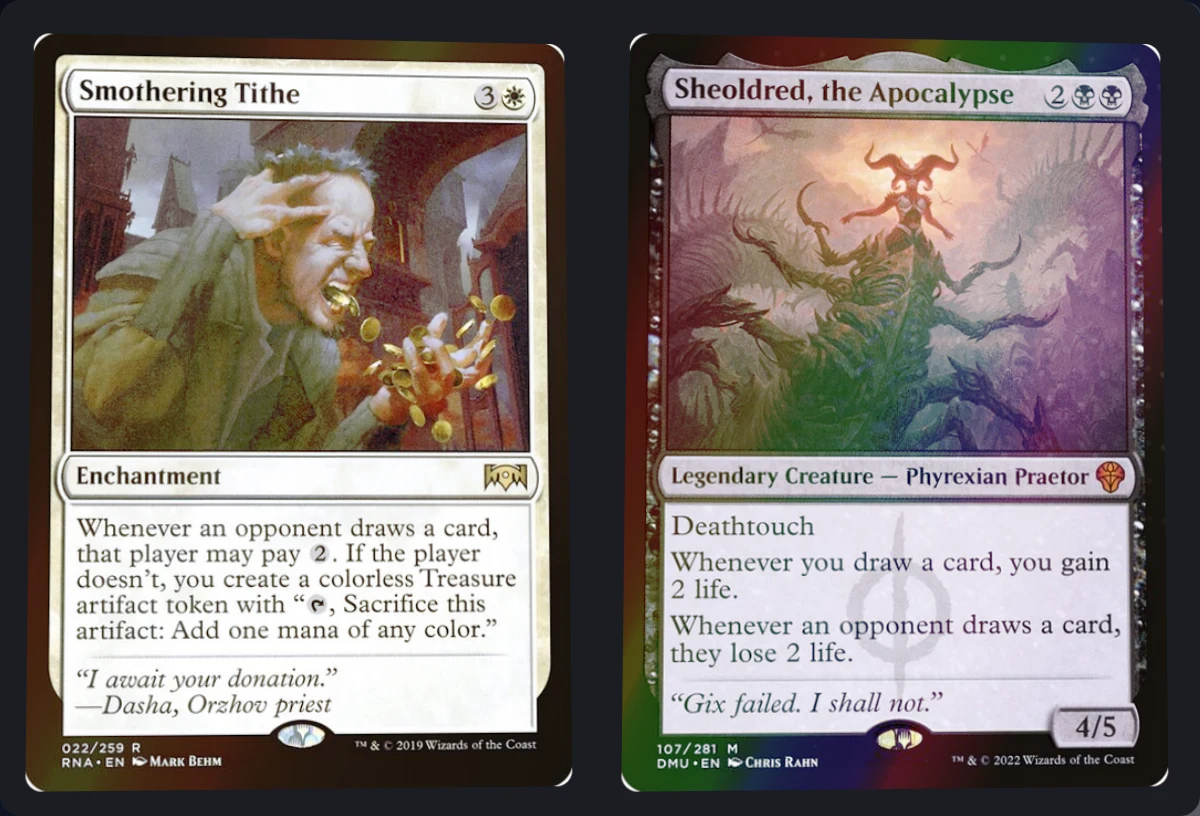 Smothering Tithe 3
Enchantment
Whenever an opponent draws a card,
that player may pay 2. If the player
doesn't, you create a colorless Treasure
artifact token with “, Sacrifice this
artifact: Add one mana of any color.”
“I await your donation.”
—Dasha, Orzhov priest
022/259 R
RNA • EN Mark Behm
™ & © 2019 Wizards of the Coast
Sheoldred, the Apocalypse 2
Legendary Creature — Phyrexian Praetor
Deathtouch
Whenever you draw a card, you gain
2 life.
Whenever an opponent draws a card,
they lose 2 life.
“Gix failed. I shall not.”
4/5
107/281 M
DMU • EN Chris Rahn
™ & © 2022 Wizards of the Coast